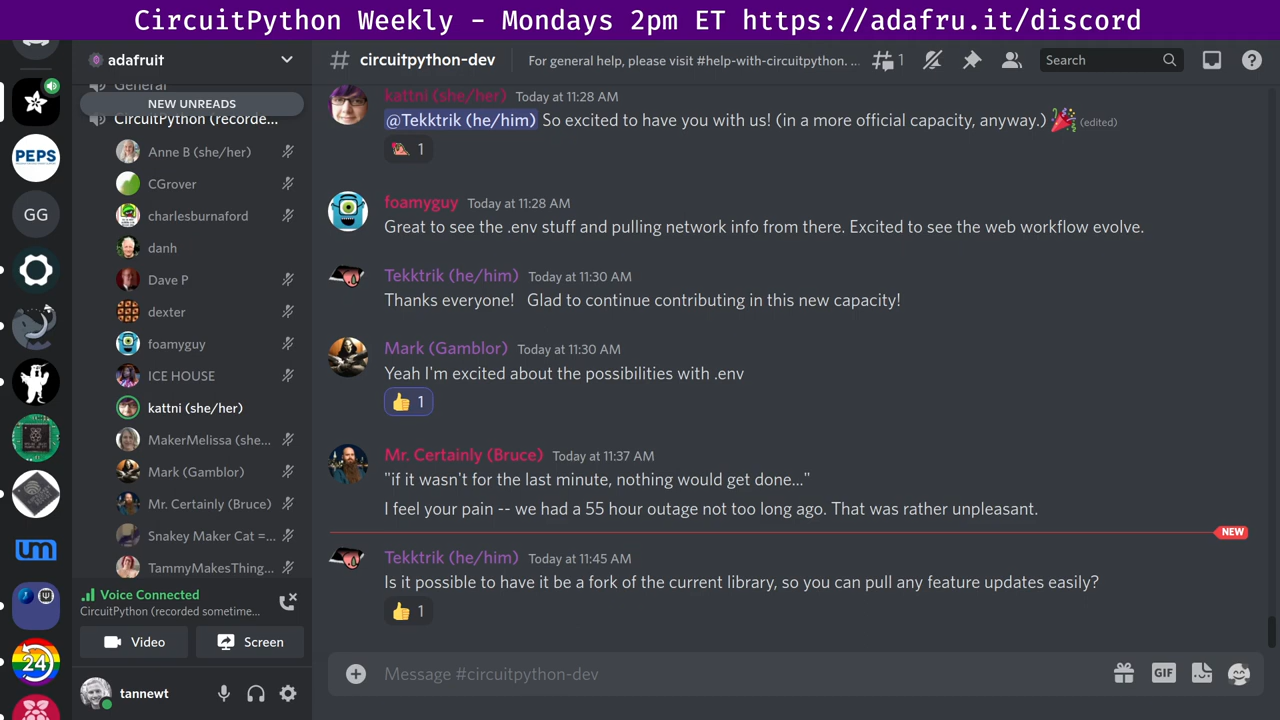 CircuitPython Weekly - Mondays 2pm ET https://adafru.it/discord
adafruit
# circuitpython-dev
For general help, please visit #help-with-circuitpython. ...
1
Search
General
NEW UNREADS
CircuitPython (recorde...
Anne B (she/her)
CGrover
charlesburnaford
danh
Dave P
dexter
foamyguy
ICE HOUSE
kattni (she/her)
MakerMelissa (she...
Mark (Gamblor)
Mr. Certainly (Bruce)
Snakey Maker Cat =...
TammyMakesThing...
Voice Connected
CircuitPython (recorded sometime...
Video
Screen
tannewt
PEPS
GG
um
24
kattni (she/her) Today at 11:28 AM
@Tekktrik (he/him) So excited to have you with us! (in a more official capacity, anyway.) (edited)
1
foamyguy Today at 11:28 AM
Great to see the .env stuff and pulling network info from there. Excited to see the web workflow evolve.
Tekktrik (he/him) Today at 11:30 AM
Thanks everyone! Glad to continue contributing in this new capacity!
Mark (Gamblor) Today at 11:30 AM
Yeah I'm excited about the possibilities with .env
1
Mr. Certainly (Bruce) Today at 11:37 AM
"if it wasn't for the last minute, nothing would get done..."
I feel your pain -- we had a 55 hour outage not too long ago. That was rather unpleasant.
NEW
Tekktrik (he/him) Today at 11:45 AM
Is it possible to have it be a fork of the current library, so you can pull any feature updates easily?
1
Message #circuitpython-dev
GIF